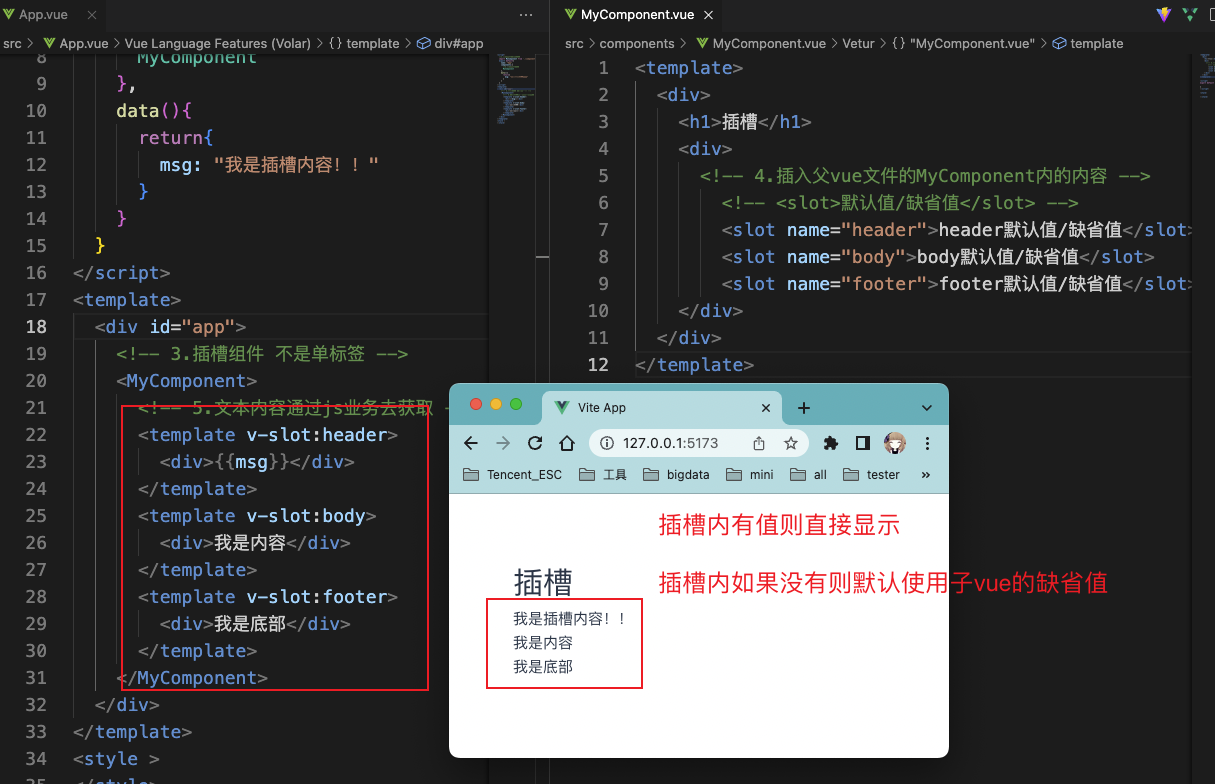 App.vue
src > App.vue > Vue Language Features (Volar) > {} template > div#app
8 MyComponent
9 },
10 data(){
11 return{
12 msg: "我是插槽内容！！"
13 }
14 }
15 }
16 </script>
17 <template>
18 <div id="app">
19 <!-- 3.插槽组件 不是单标签 -->
20 <MyComponent>
21 <!-- 5.文本内容通过js业务去获取 -
22 <template v-slot:header>
23 <div>{{msg}}</div>
24 </template>
25 <template v-slot:body>
26 <div>我是内容</div>
27 </template>
28 <template v-slot:footer>
29 <div>我是底部</div>
30 </template>
31 </MyComponent>
32 </div>
33 </template>
34 <style >
35 </style>
MyComponent.vue
src > components > MyComponent.vue > Vetur > {} "MyComponent.vue" > template
1 <template>
2 <div>
3 <h1>插槽</h1>
4 <div>
5 <!-- 4.插入父vue文件的MyComponent内的内容 -->
6 <!-- <slot>默认值/缺省值</slot> -->
7 <slot name="header">header默认值/缺省值</slot>
8 <slot name="body">body默认值/缺省值</slot>
9 <slot name="footer">footer默认值/缺省值</slot>
10 </div>
11 </div>
12 </template>
Vite App
127.0.0.1:5173
Tencent_ESC 工具 bigdata mini all tester »
插槽内有值则直接显示
插槽
插槽内如果没有则默认使用子vue的缺省值
我是插槽内容！！
我是内容
我是底部